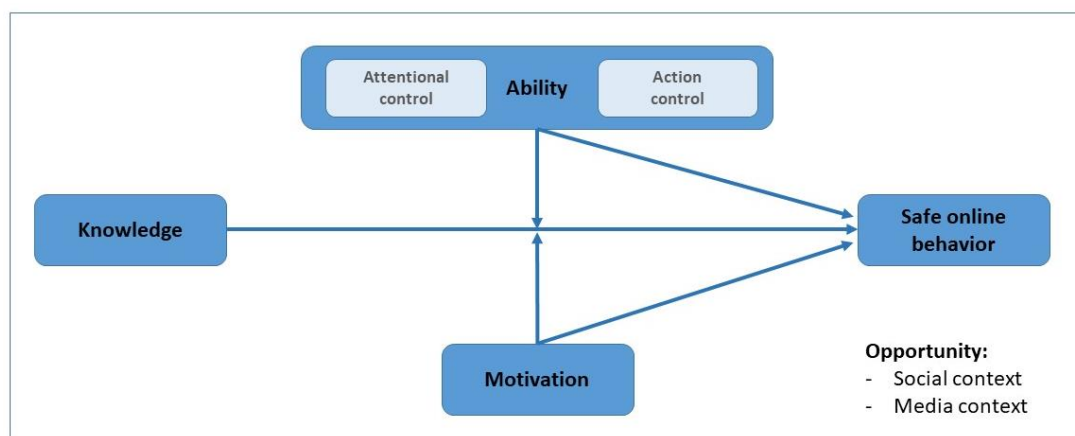 Attentional
control
Ability
Action
control
Knowledge
Safe online
behavior
Motivation
Opportunity:
- Social context
- Media context